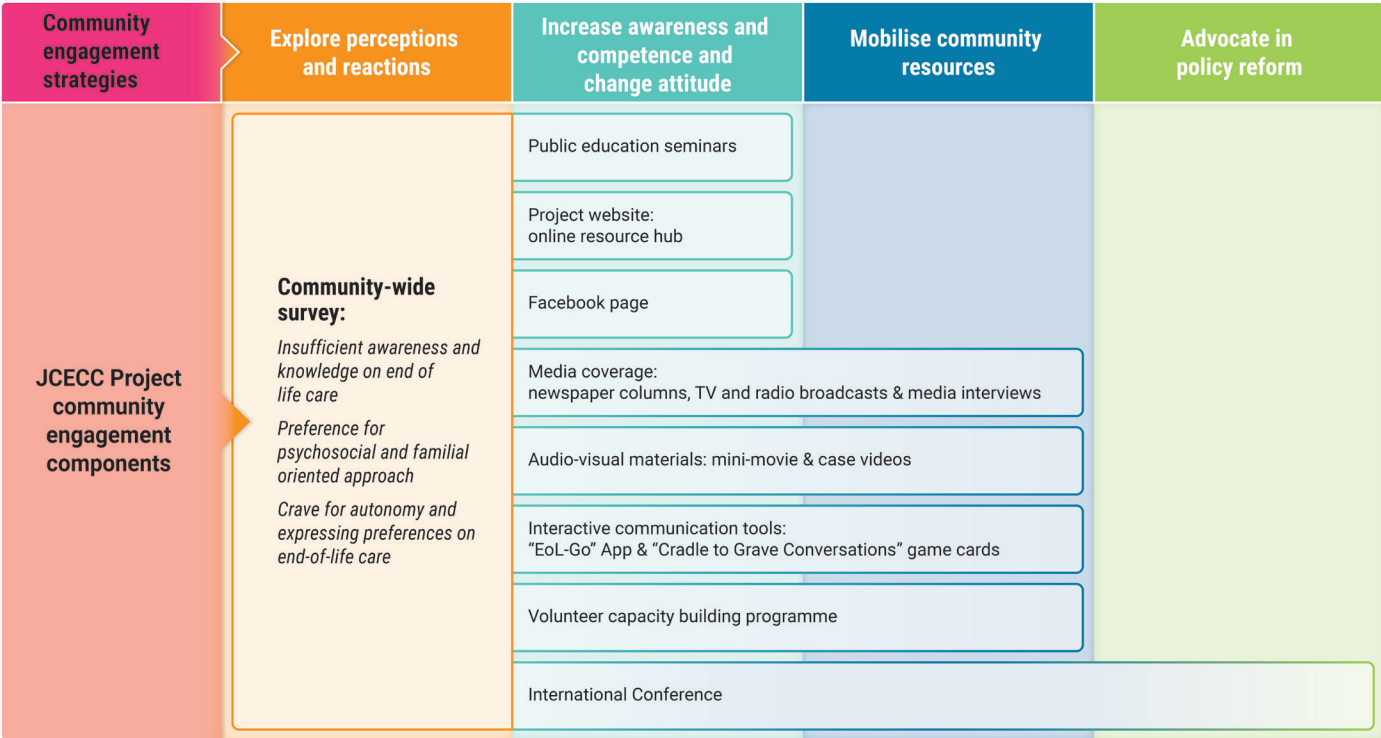 Community
engagement
strategies
Explore perceptions
and reactions
Increase awareness and
competence and
change attitude
Mobilise community
resources
Advocate in
policy reform
JCECC Project
community
engagement
components
Community-wide
survey:
Insufficient awareness and
knowledge on end of
life care
Preference for
psychosocial and familial
oriented approach
Crave for autonomy and
expressing preferences on
end-of-life care
Public education seminars
Project website:
online resource hub
Facebook page
Media coverage:
newspaper columns, TV and radio broadcasts & media interviews
Audio-visual materials: mini-movie & case videos
Interactive communication tools:
“EoL-Go” App & “Cradle to Grave Conversations” game cards
Volunteer capacity building programme
International Conference